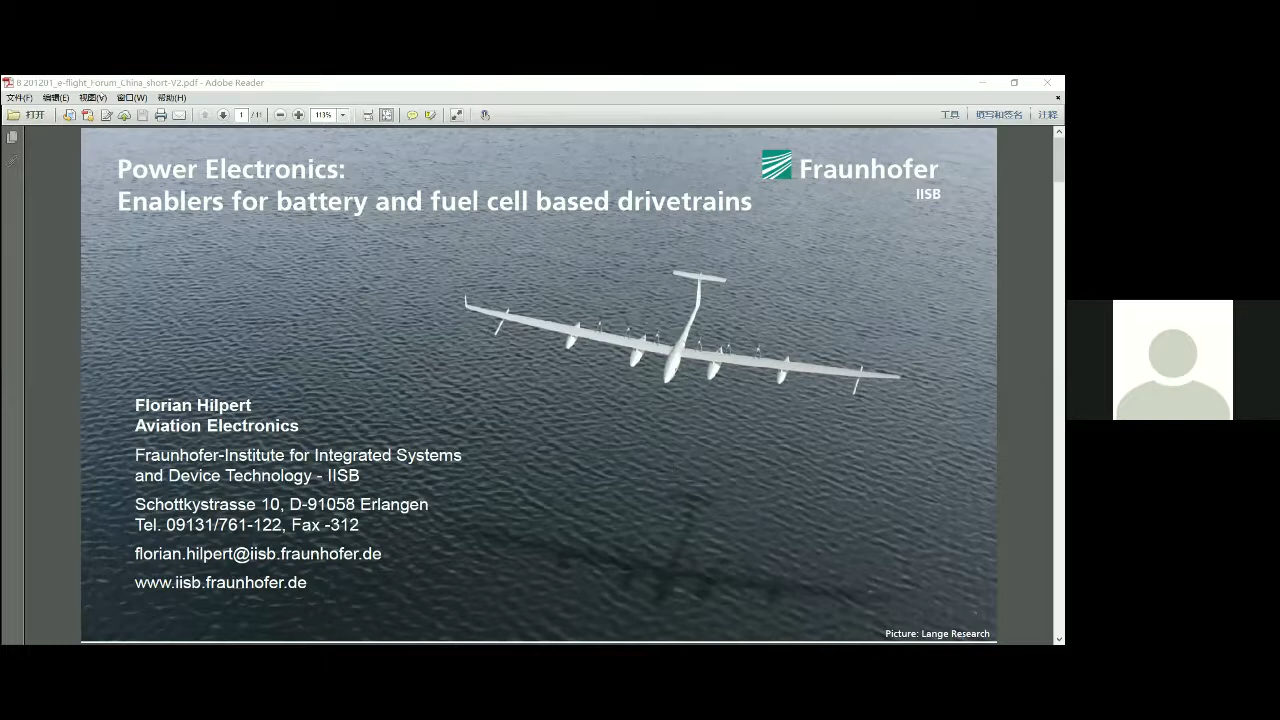 8 201201_e-flight_Forum_China_short-V2.pdf - Adobe Reader
文件(F) 编辑(E) 视图(V) 窗口(W) 帮助(H)
打开 1 / 11 113% 工具 填写和签名 注释
Power Electronics:
Enablers for battery and fuel cell based drivetrains
Fraunhofer
IISB
Florian Hilpert
Aviation Electronics
Fraunhofer-Institute for Integrated Systems
and Device Technology - IISB
Schottkystrasse 10, D-91058 Erlangen
Tel. 09131/761-122, Fax -312
florian.hilpert@iisb.fraunhofer.de
www.iisb.fraunhofer.de
Picture: Lange Research